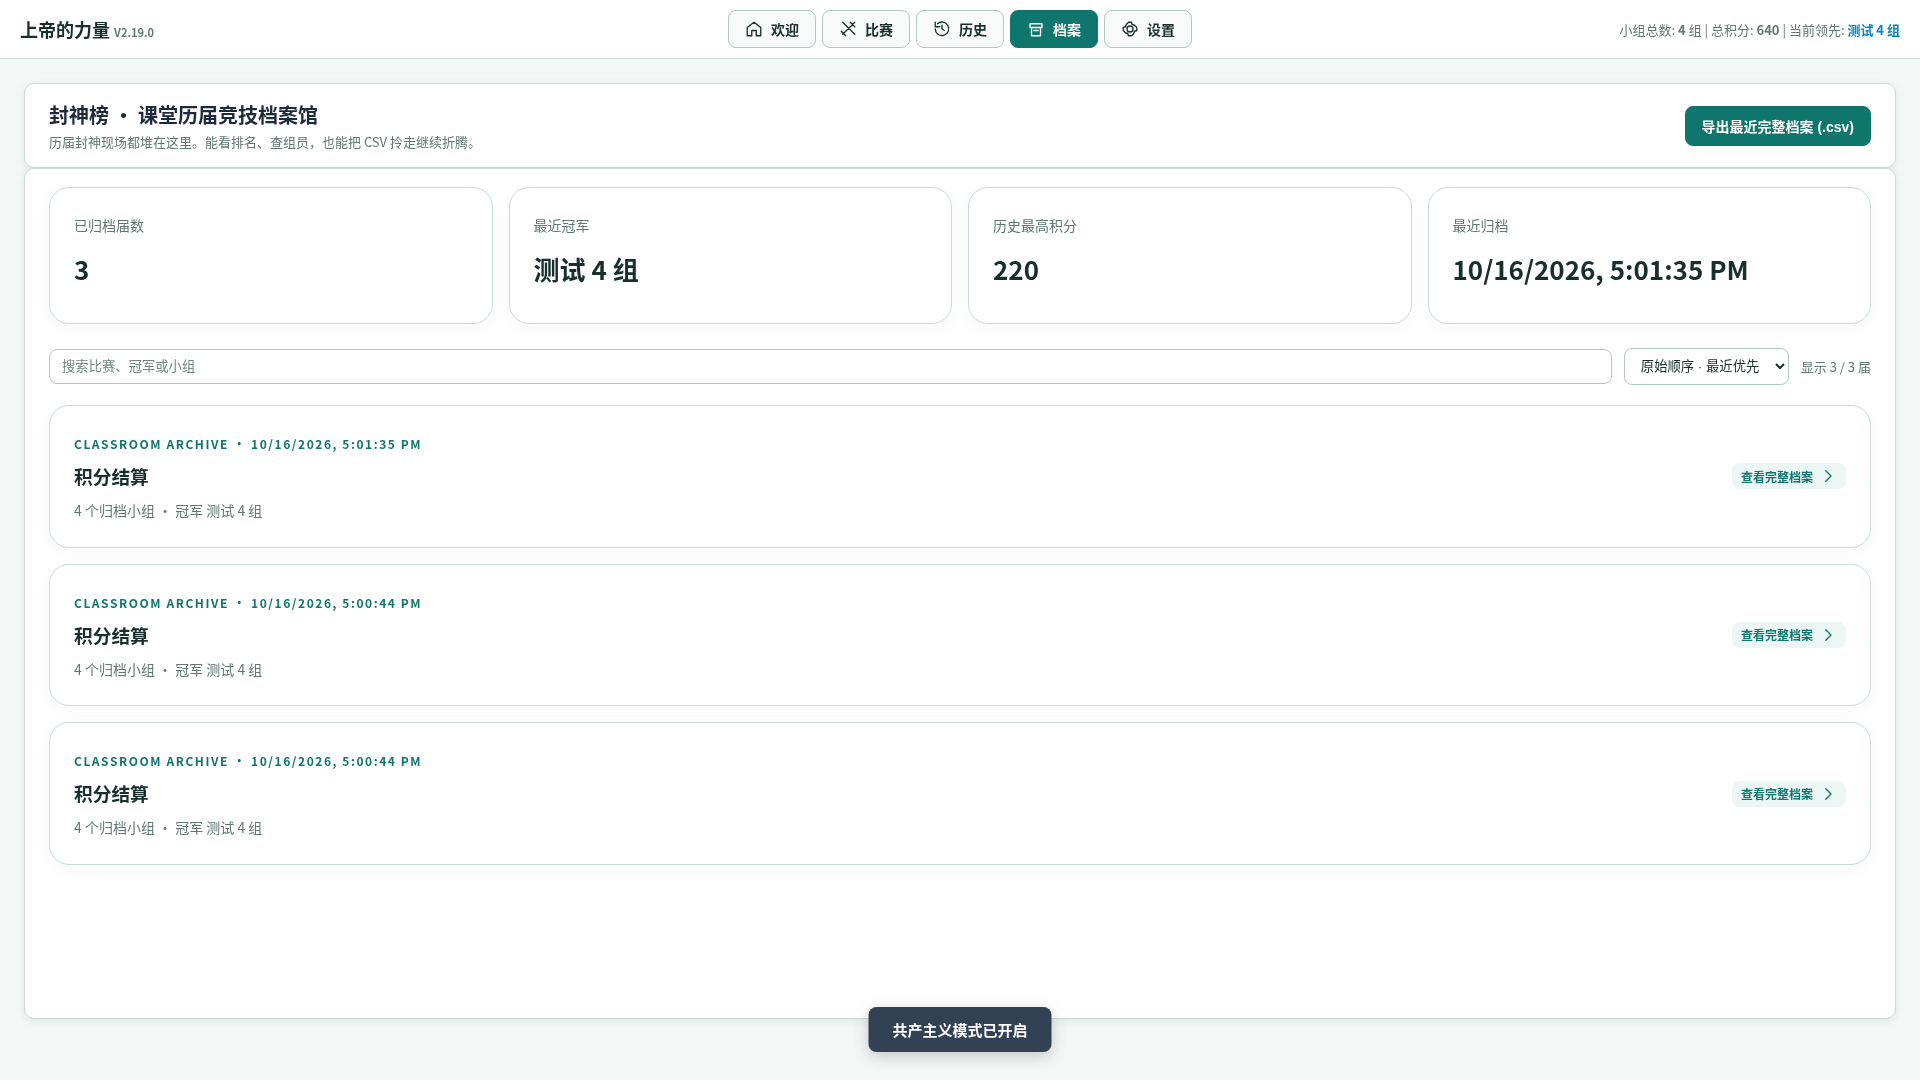 上帝的力量 V2.19.0
欢迎
比赛
历史
档案
设置
小组总数: 4 组 | 总积分: 640 | 当前领先: 测试 4 组
封神榜 · 课堂历届竞技档案馆
历届封神现场都堆在这里。能看排名、查组员，也能把 CSV 拎走继续折腾。
导出最近完整档案 (.csv)
已归档届数
3
最近冠军
测试 4 组
历史最高积分
220
最近归档
10/16/2026, 5:01:35 PM
搜索比赛、冠军或小组
原始顺序 · 最近优先
显示 3 / 3 届
CLASSROOM ARCHIVE · 10/16/2026, 5:01:35 PM
积分结算
4 个归档小组 · 冠军 测试 4 组
查看完整档案
CLASSROOM ARCHIVE · 10/16/2026, 5:00:44 PM
积分结算
4 个归档小组 · 冠军 测试 4 组
查看完整档案
CLASSROOM ARCHIVE · 10/16/2026, 5:00:44 PM
积分结算
4 个归档小组 · 冠军 测试 4 组
查看完整档案
共产主义模式已开启